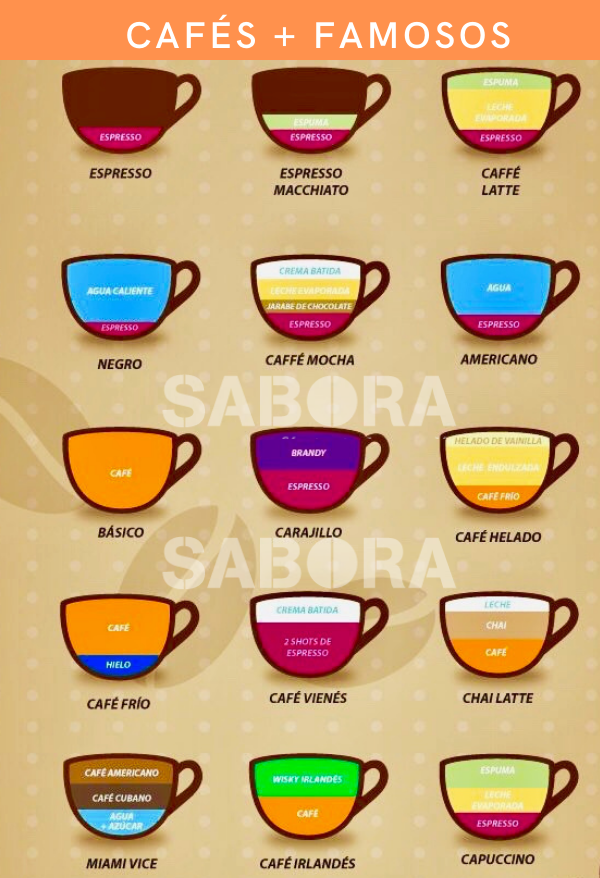 CAFÉS + FAMOSOS
ESPRESSO
ESPRESSO
ESPUMA
ESPRESSO
ESPRESSO
MACCHIATO
ESPUMA
LECHE
EVAPORADA
ESPRESSO
CAFFÉ
LATTE
AGUA CALIENTE
ESPRESSO
NEGRO
CREMA BATIDA
LECHE EVAPORADA
JARABE DE CHOCOLATE
ESPRESSO
CAFFÉ MOCHA
AGUA
ESPRESSO
AMERICANO
SABORA
CAFÉ
BÁSICO
BRANDY
ESPRESSO
CARAJILLO
HELADO DE VAINILLA
LECHE ENDULZADA
CAFÉ FRÍO
CAFÉ HELADO
SABORA
CAFÉ
HIELO
CAFÉ FRÍO
CREMA BATIDA
2 SHOTS DE
ESPRESSO
CAFÉ VIENÉS
LECHE
CHAI
CAFÉ
CHAI LATTE
CAFÉ AMERICANO
CAFÉ CUBANO
AGUA
+ AZÚCAR
MIAMI VICE
WISKY IRLANDÉS
CAFÉ
CAFÉ IRLANDÉS
ESPUMA
LECHE
EVAPORADA
ESPRESSO
CAPUCCINO